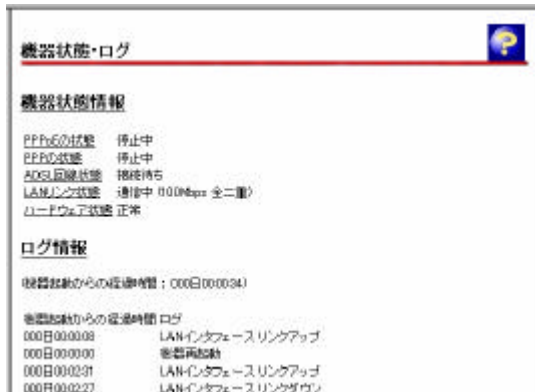 機器状態・ログ
?
機器状態情報
PPPoEの状態 停止中
PPPの状態 停止中
ADSL回線状態 接続待ち
LANリンク状態 通信中 (100Mbps 全二重)
ハードウェア状態 正常
ログ情報
(機器起動からの経過時間 : 000日00:00:34)
機器起動からの経過時間 ログ
000日00:00:08 LANインタフェース リンクアップ
000日00:00:00 機器再起動
000日00:02:31 LANインタフェース リンクアップ
000日00:02:27 LANインタフェース リンクダウン